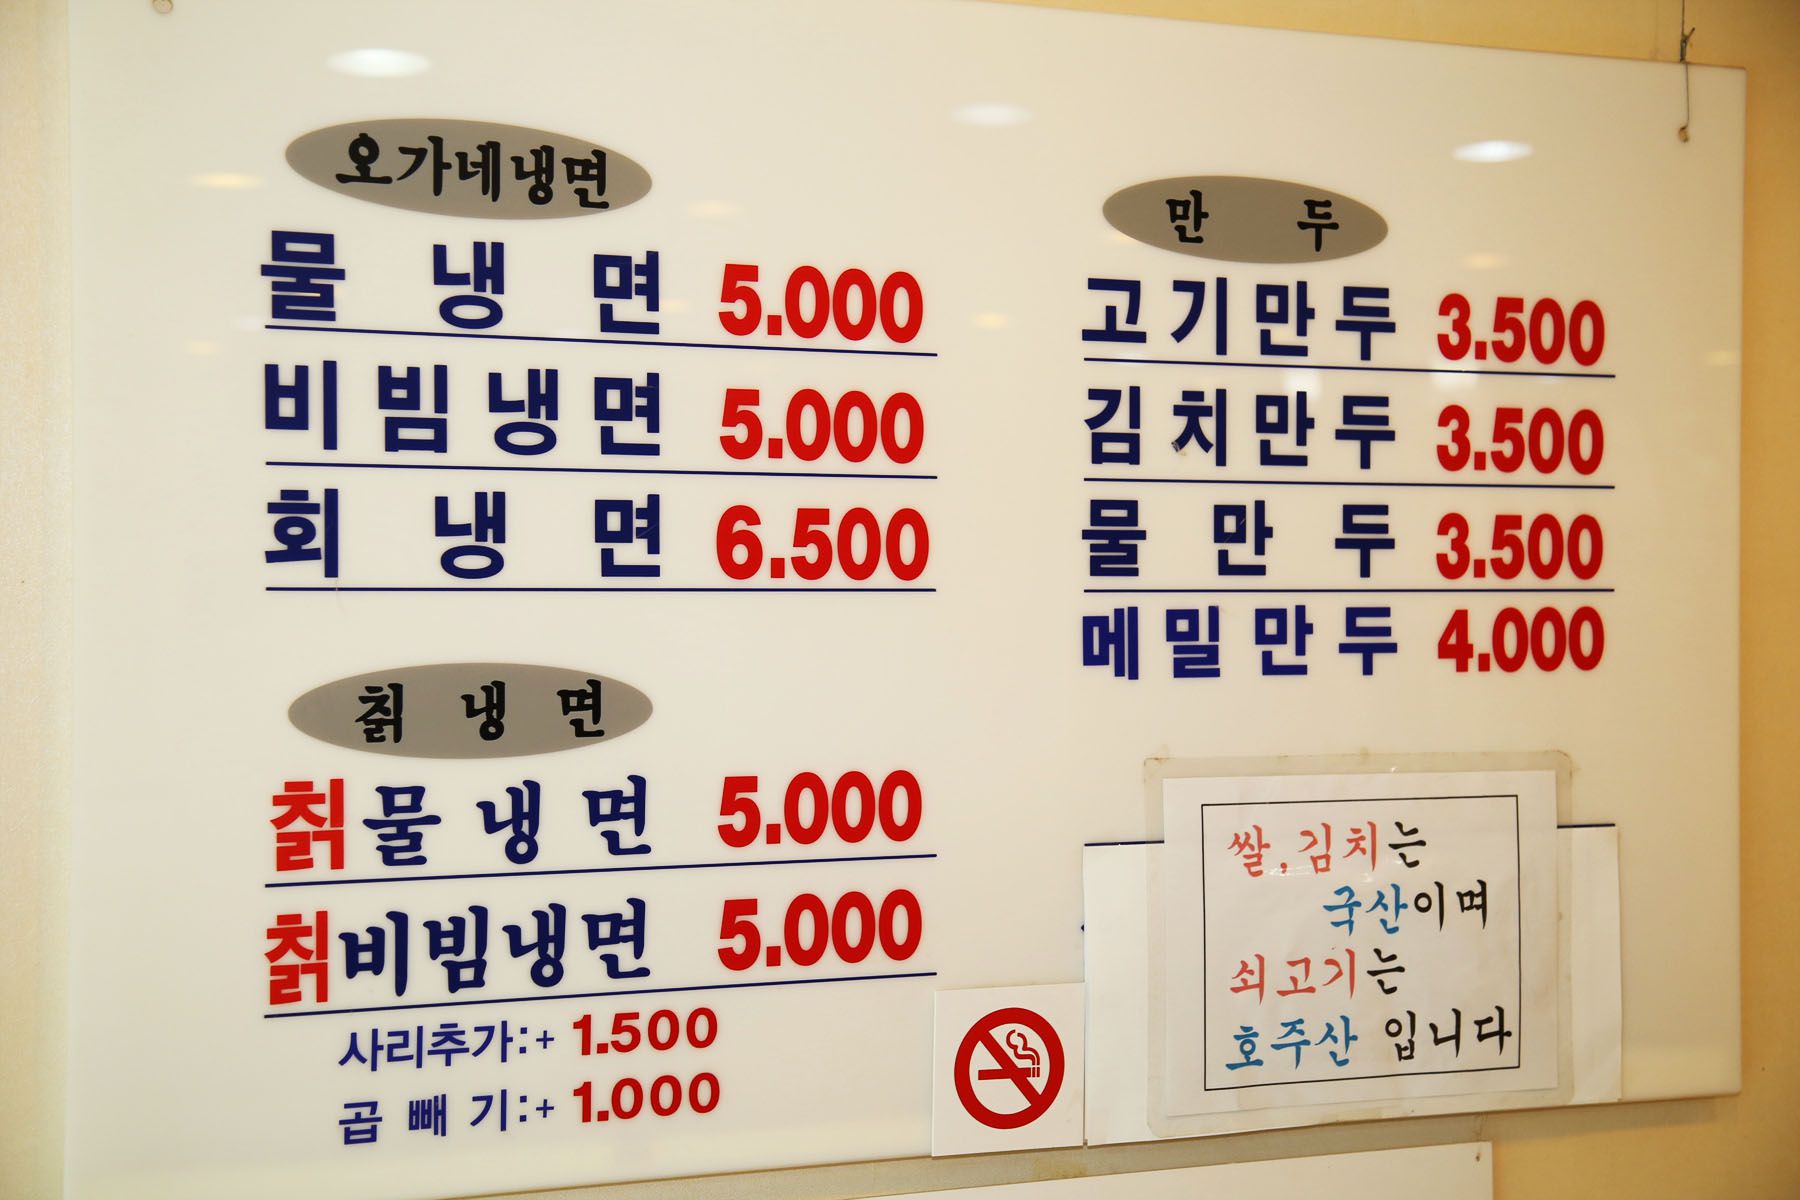 오가네냉면
물냉면 5.000
비빔냉면 5.000
회냉면 6.500
칡냉면
칡물냉면 5.000
칡비빔냉면 5.000
사리추가:+ 1.500
곱빼기:+ 1.000
만두
고기만두 3.500
김치만두 3.500
물만두 3.500
메밀만두 4.000
쌀,김치는
국산이며
쇠고기는
호주산 입니다